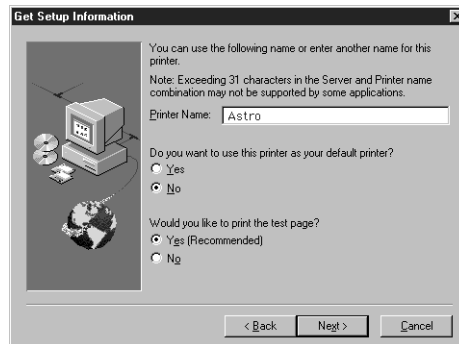 Get Setup Information
You can use the following name or enter another name for this
printer.
Note: Exceeding 31 characters in the Server and Printer name
combination may not be supported by some applications.
Printer Name: Astro
Do you want to use this printer as your default printer?
Yes
No
Would you like to print the test page?
Yes (Recommended)
No
< Back Next > Cancel